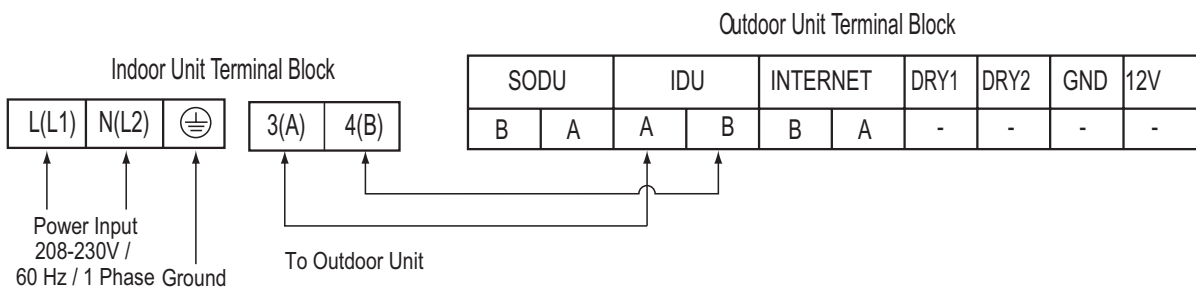 Outdoor Unit Terminal Block
Indoor Unit Terminal Block
SODU IDU INTERNET DRY1 DRY2 GND 12V
B A A B B A - - - -
L(L1) N(L2) 3(A) 4(B)
Power Input
208-230V /
60 Hz / 1 Phase Ground
To Outdoor Unit